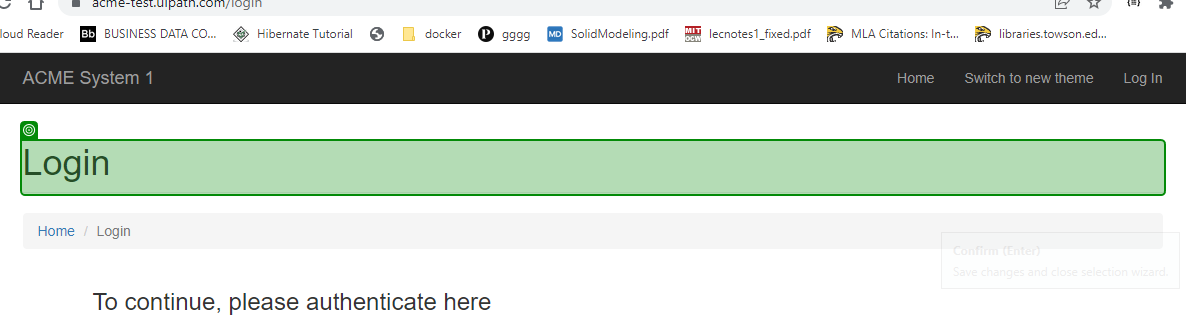 acme-test.uipath.com/login
loud Reader Bb BUSINESS DATA CO... Hibernate Tutorial docker P gggg MD SolidModeling.pdf MIT OCW lecnotes1_fixed.pdf MLA Citations: In-t... libraries.towson.ed...
ACME System 1 Home Switch to new theme Log In
Login
Home / Login
Confirm (Enter)
Save changes and close selection wizard.
To continue, please authenticate here